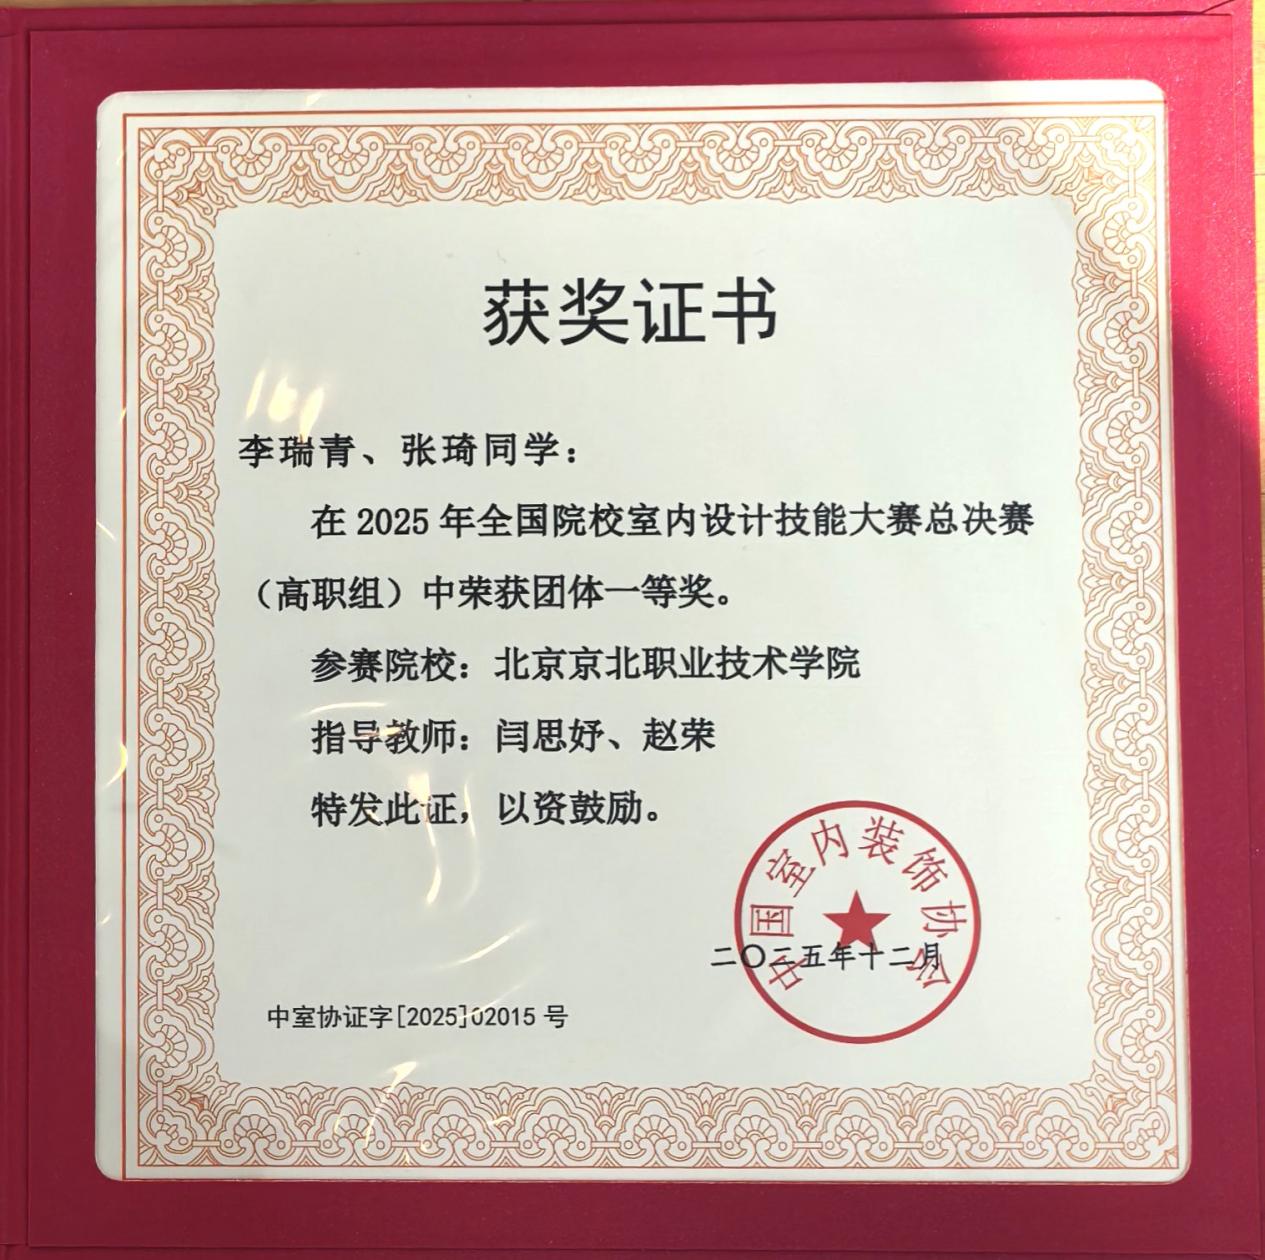 获奖证书
李瑞青、张琦同学：
在2025年全国院校室内设计技能大赛总决赛
（高职组）中荣获团体一等奖。
参赛院校：北京京北职业技术学院
指导教师：闫思妤、赵荣
特发此证，以资鼓励。
中国室内装饰协会
二〇二五年十二月
中室协证字[2025]02015号